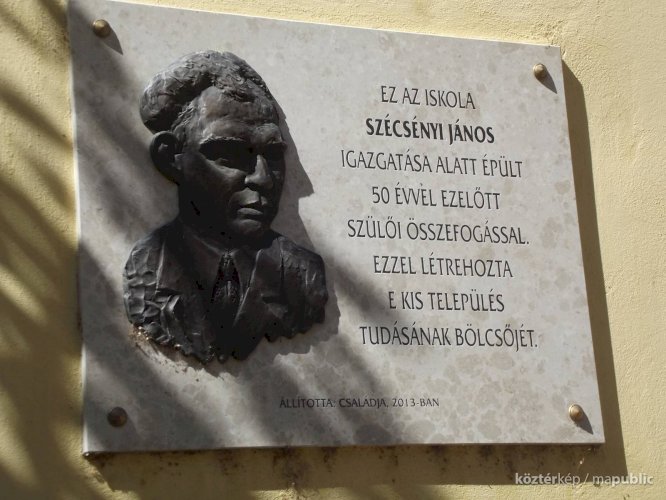 EZ AZ ISKOLA
SZÉCSÉNYI JÁNOS
IGAZGATÁSA ALATT ÉPÜLT
50 ÉVVEL EZELŐTT
SZÜLŐI ÖSSZEFOGÁSSAL.
EZZEL LÉTREHOZTA
E KIS TELEPÜLÉS
TUDÁSÁNAK BÖLCSŐJÉT.
ÁLLÍTOTTA: CSALÁDJA, 2013-BAN
köztérkép / mapublic